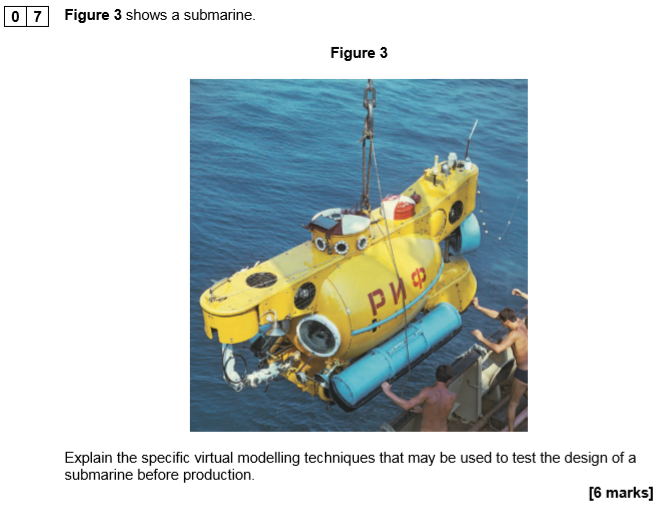 0 7 Figure 3 shows a submarine.
Figure 3
РИФ
Explain the specific virtual modelling techniques that may be used to test the design of a
submarine before production.
[6 marks]